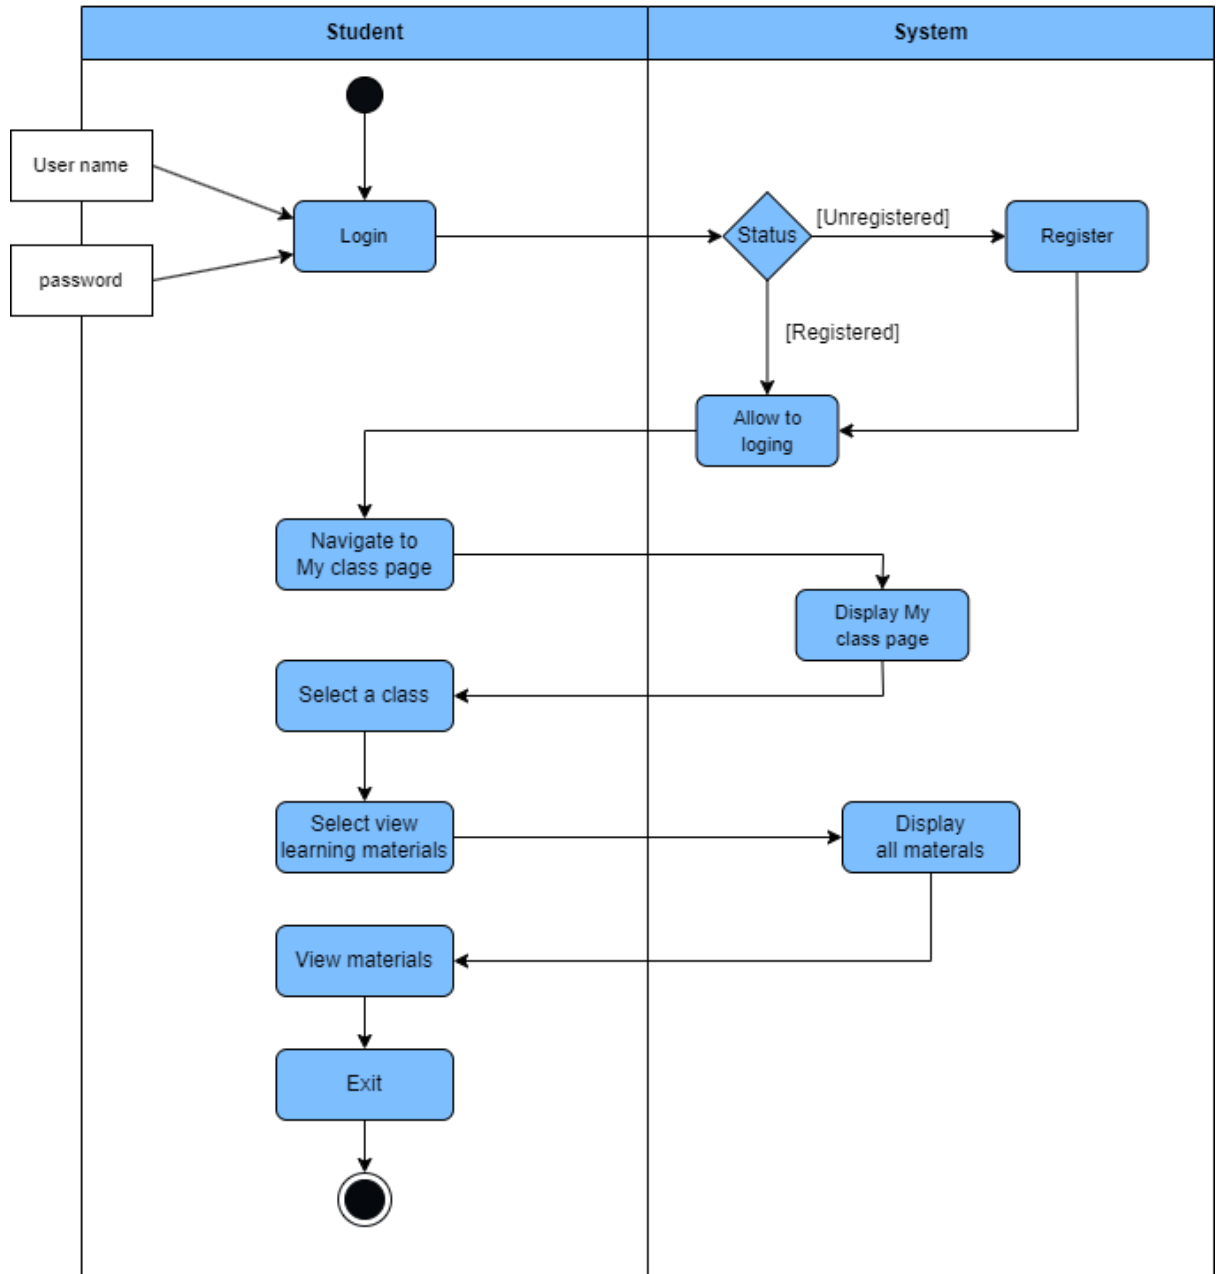 Student
System
User name
Login
password
Status
[Unregistered]
Register
[Registered]
Allow to
loging
Navigate to
My class page
Display My
class page
Select a class
Select view
learning materials
Display
all materals
View materials
Exit